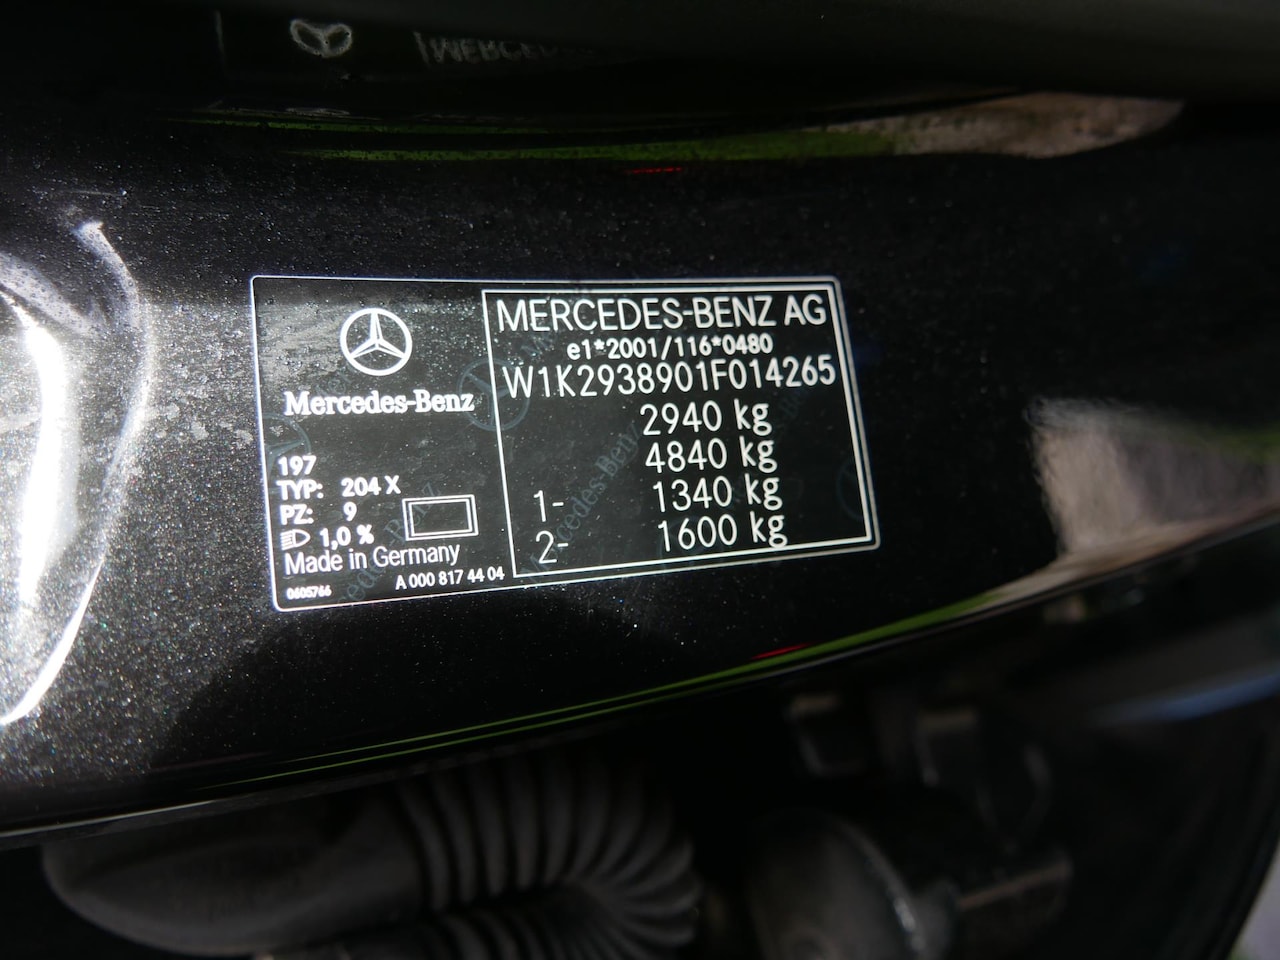 Mercedes-Benz
197
TYP: 204 X
PZ: 9
1,0 %
Made in Germany
0605766
A 000 817 44 04
MERCEDES-BENZ AG
e1*2001/116*0480
W1K2938901F014265
2940 kg
4840 kg
1- 1340 kg
2- 1600 kg